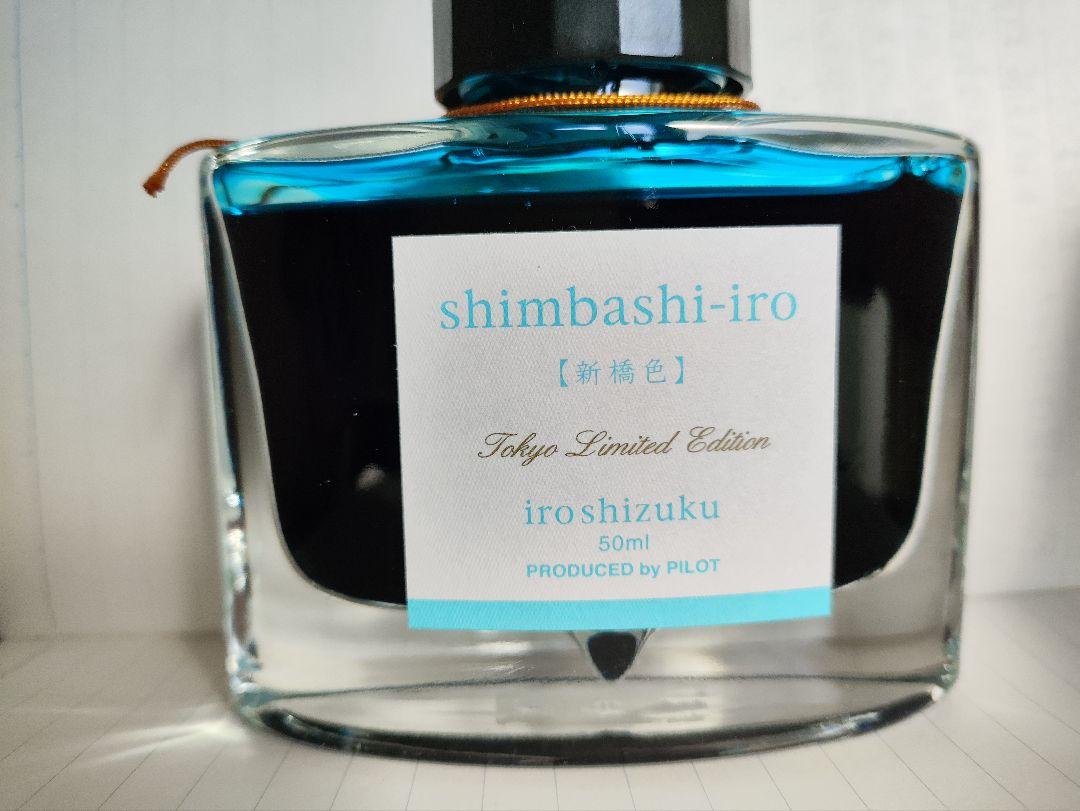 shimbashi-iro
【新橋色】
Tokyo Limited Edition
iroshizuku
50ml
PRODUCED by PILOT